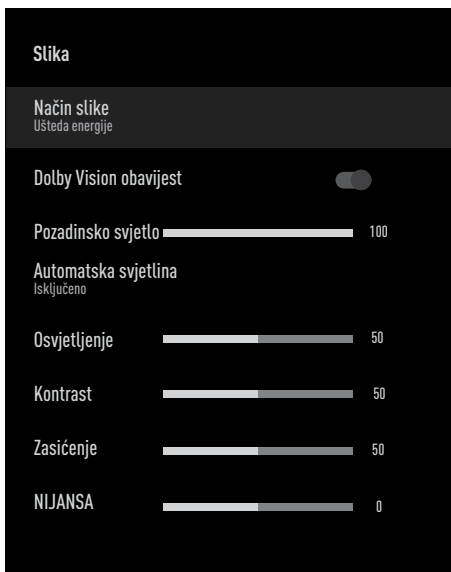 Slika
Način slike
Ušteda energije
Dolby Vision obavijest
Pozadinsko svjetlo 100
Automatska svjetlina
Isključeno
Osvjetljenje 50
Kontrast 50
Zasićenje 50
NIJANSA 0